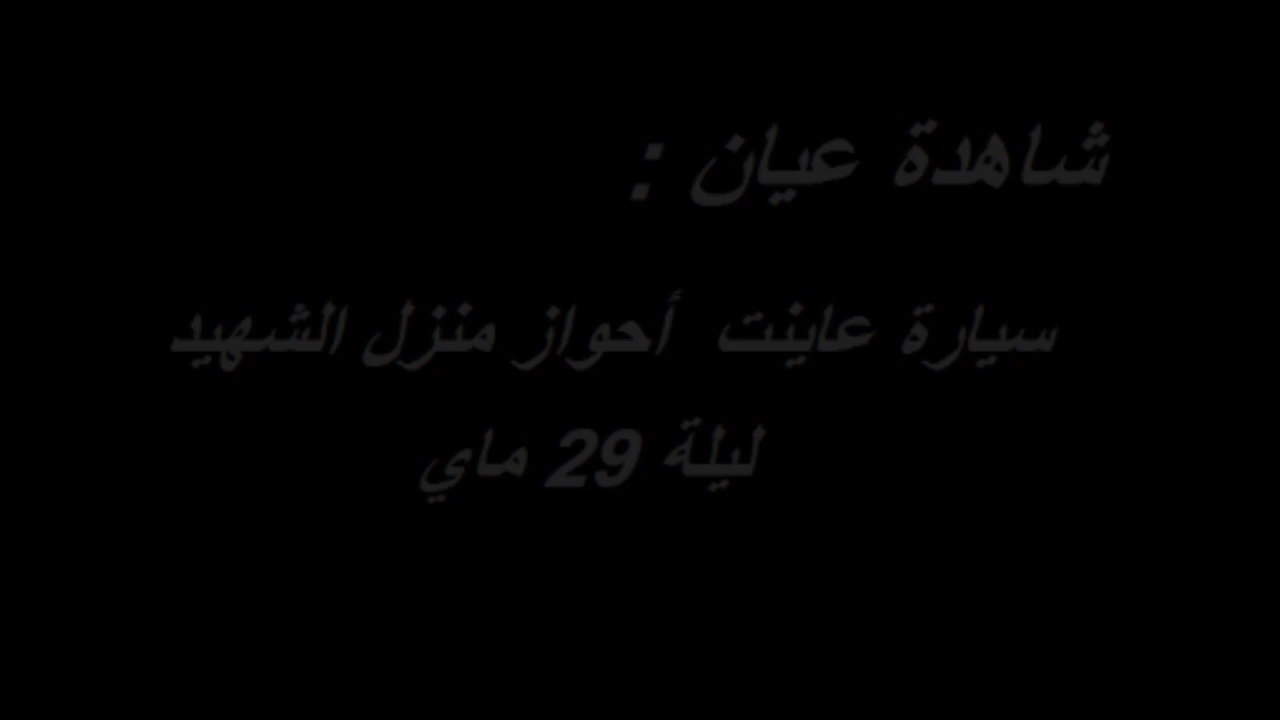 شاهدة عيان :
سيارة عاينت أحواز منزل الشهيد
ليلة 29 ماي